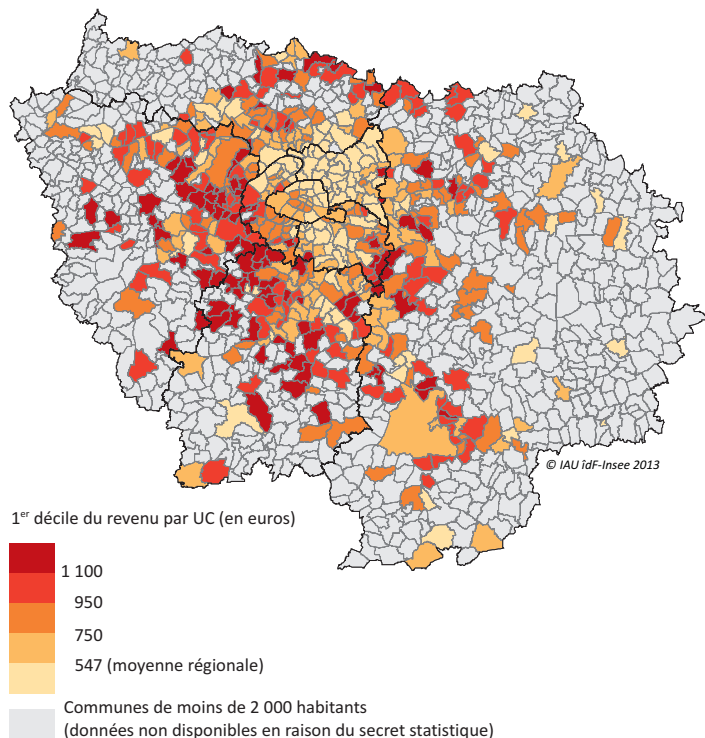 © IAU îdF-Insee 2013
1er décile du revenu par UC (en euros)
1 100
950
750
547 (moyenne régionale)
Communes de moins de 2 000 habitants
(données non disponibles en raison du secret statistique)